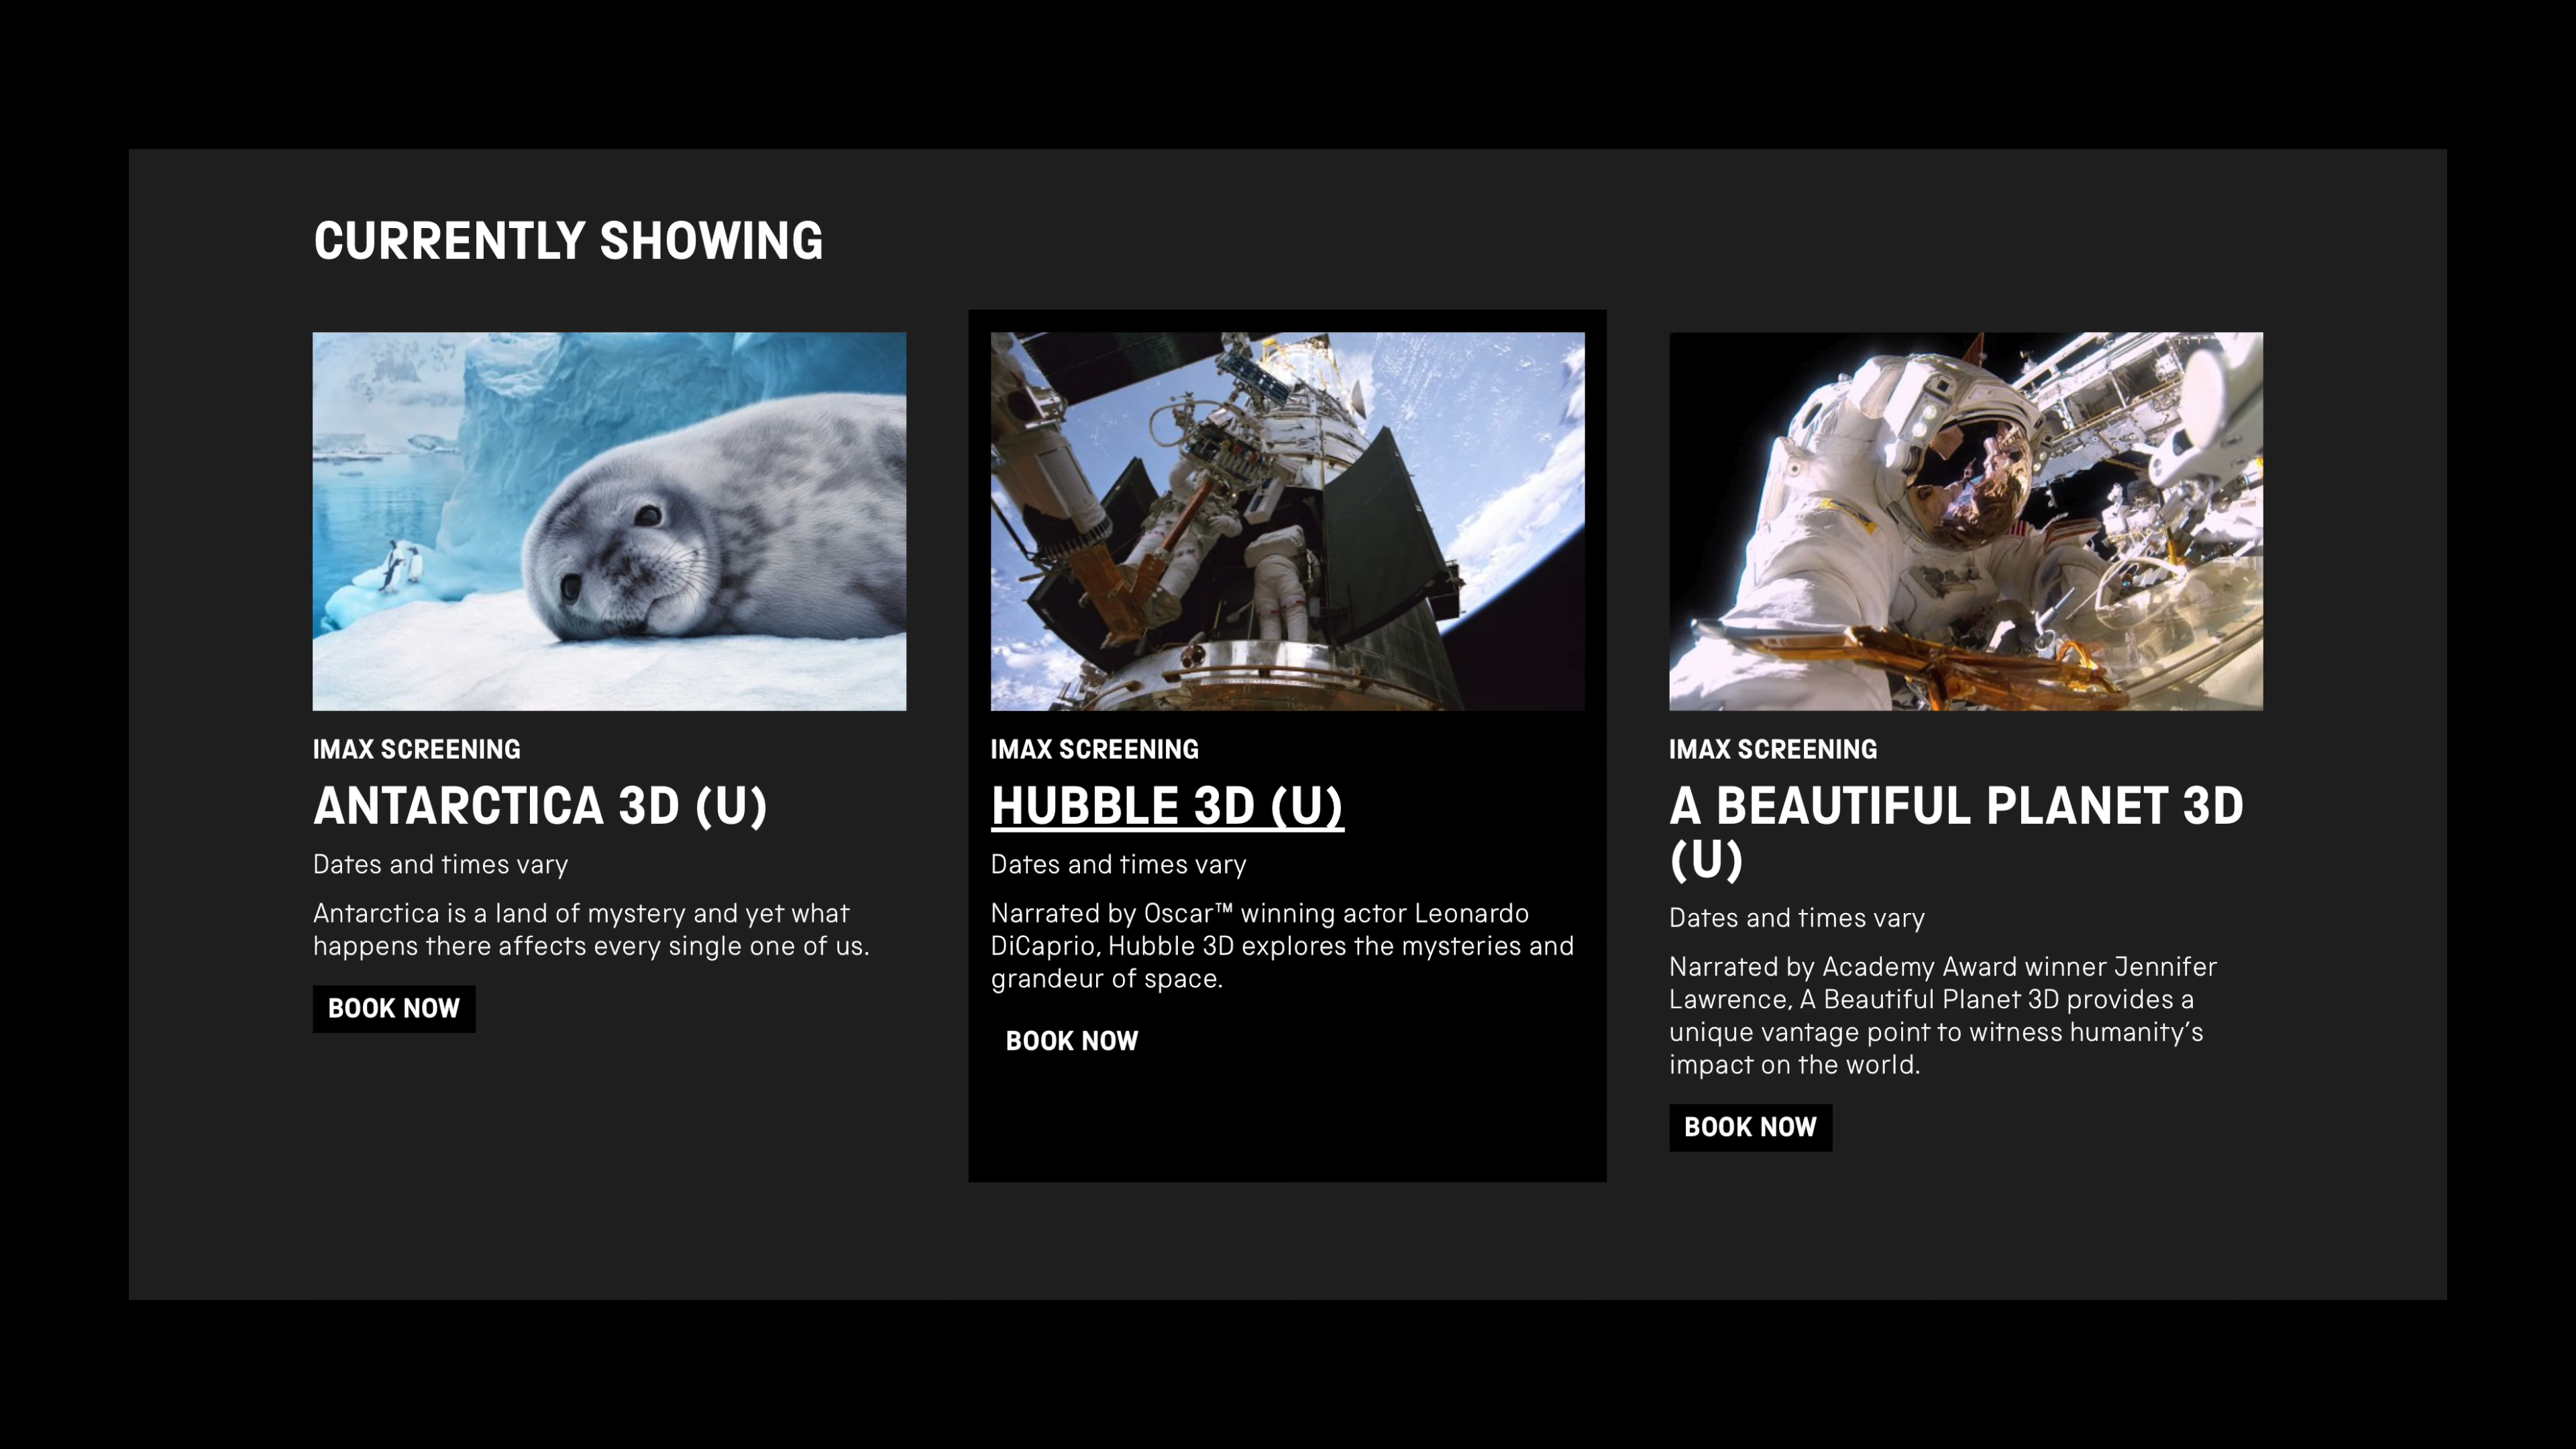 CURRENTLY SHOWING
IMAX SCREENING
ANTARCTICA 3D (U)
Dates and times vary
Antarctica is a land of mystery and yet what
happens there affects every single one of us.
BOOK NOW
IMAX SCREENING
HUBBLE 3D (U)
Dates and times vary
Narrated by Oscar™ winning actor Leonardo
DiCaprio, Hubble 3D explores the mysteries and
grandeur of space.
BOOK NOW
IMAX SCREENING
A BEAUTIFUL PLANET 3D
(U)
Dates and times vary
Narrated by Academy Award winner Jennifer
Lawrence, A Beautiful Planet 3D provides a
unique vantage point to witness humanity’s
impact on the world.
BOOK NOW